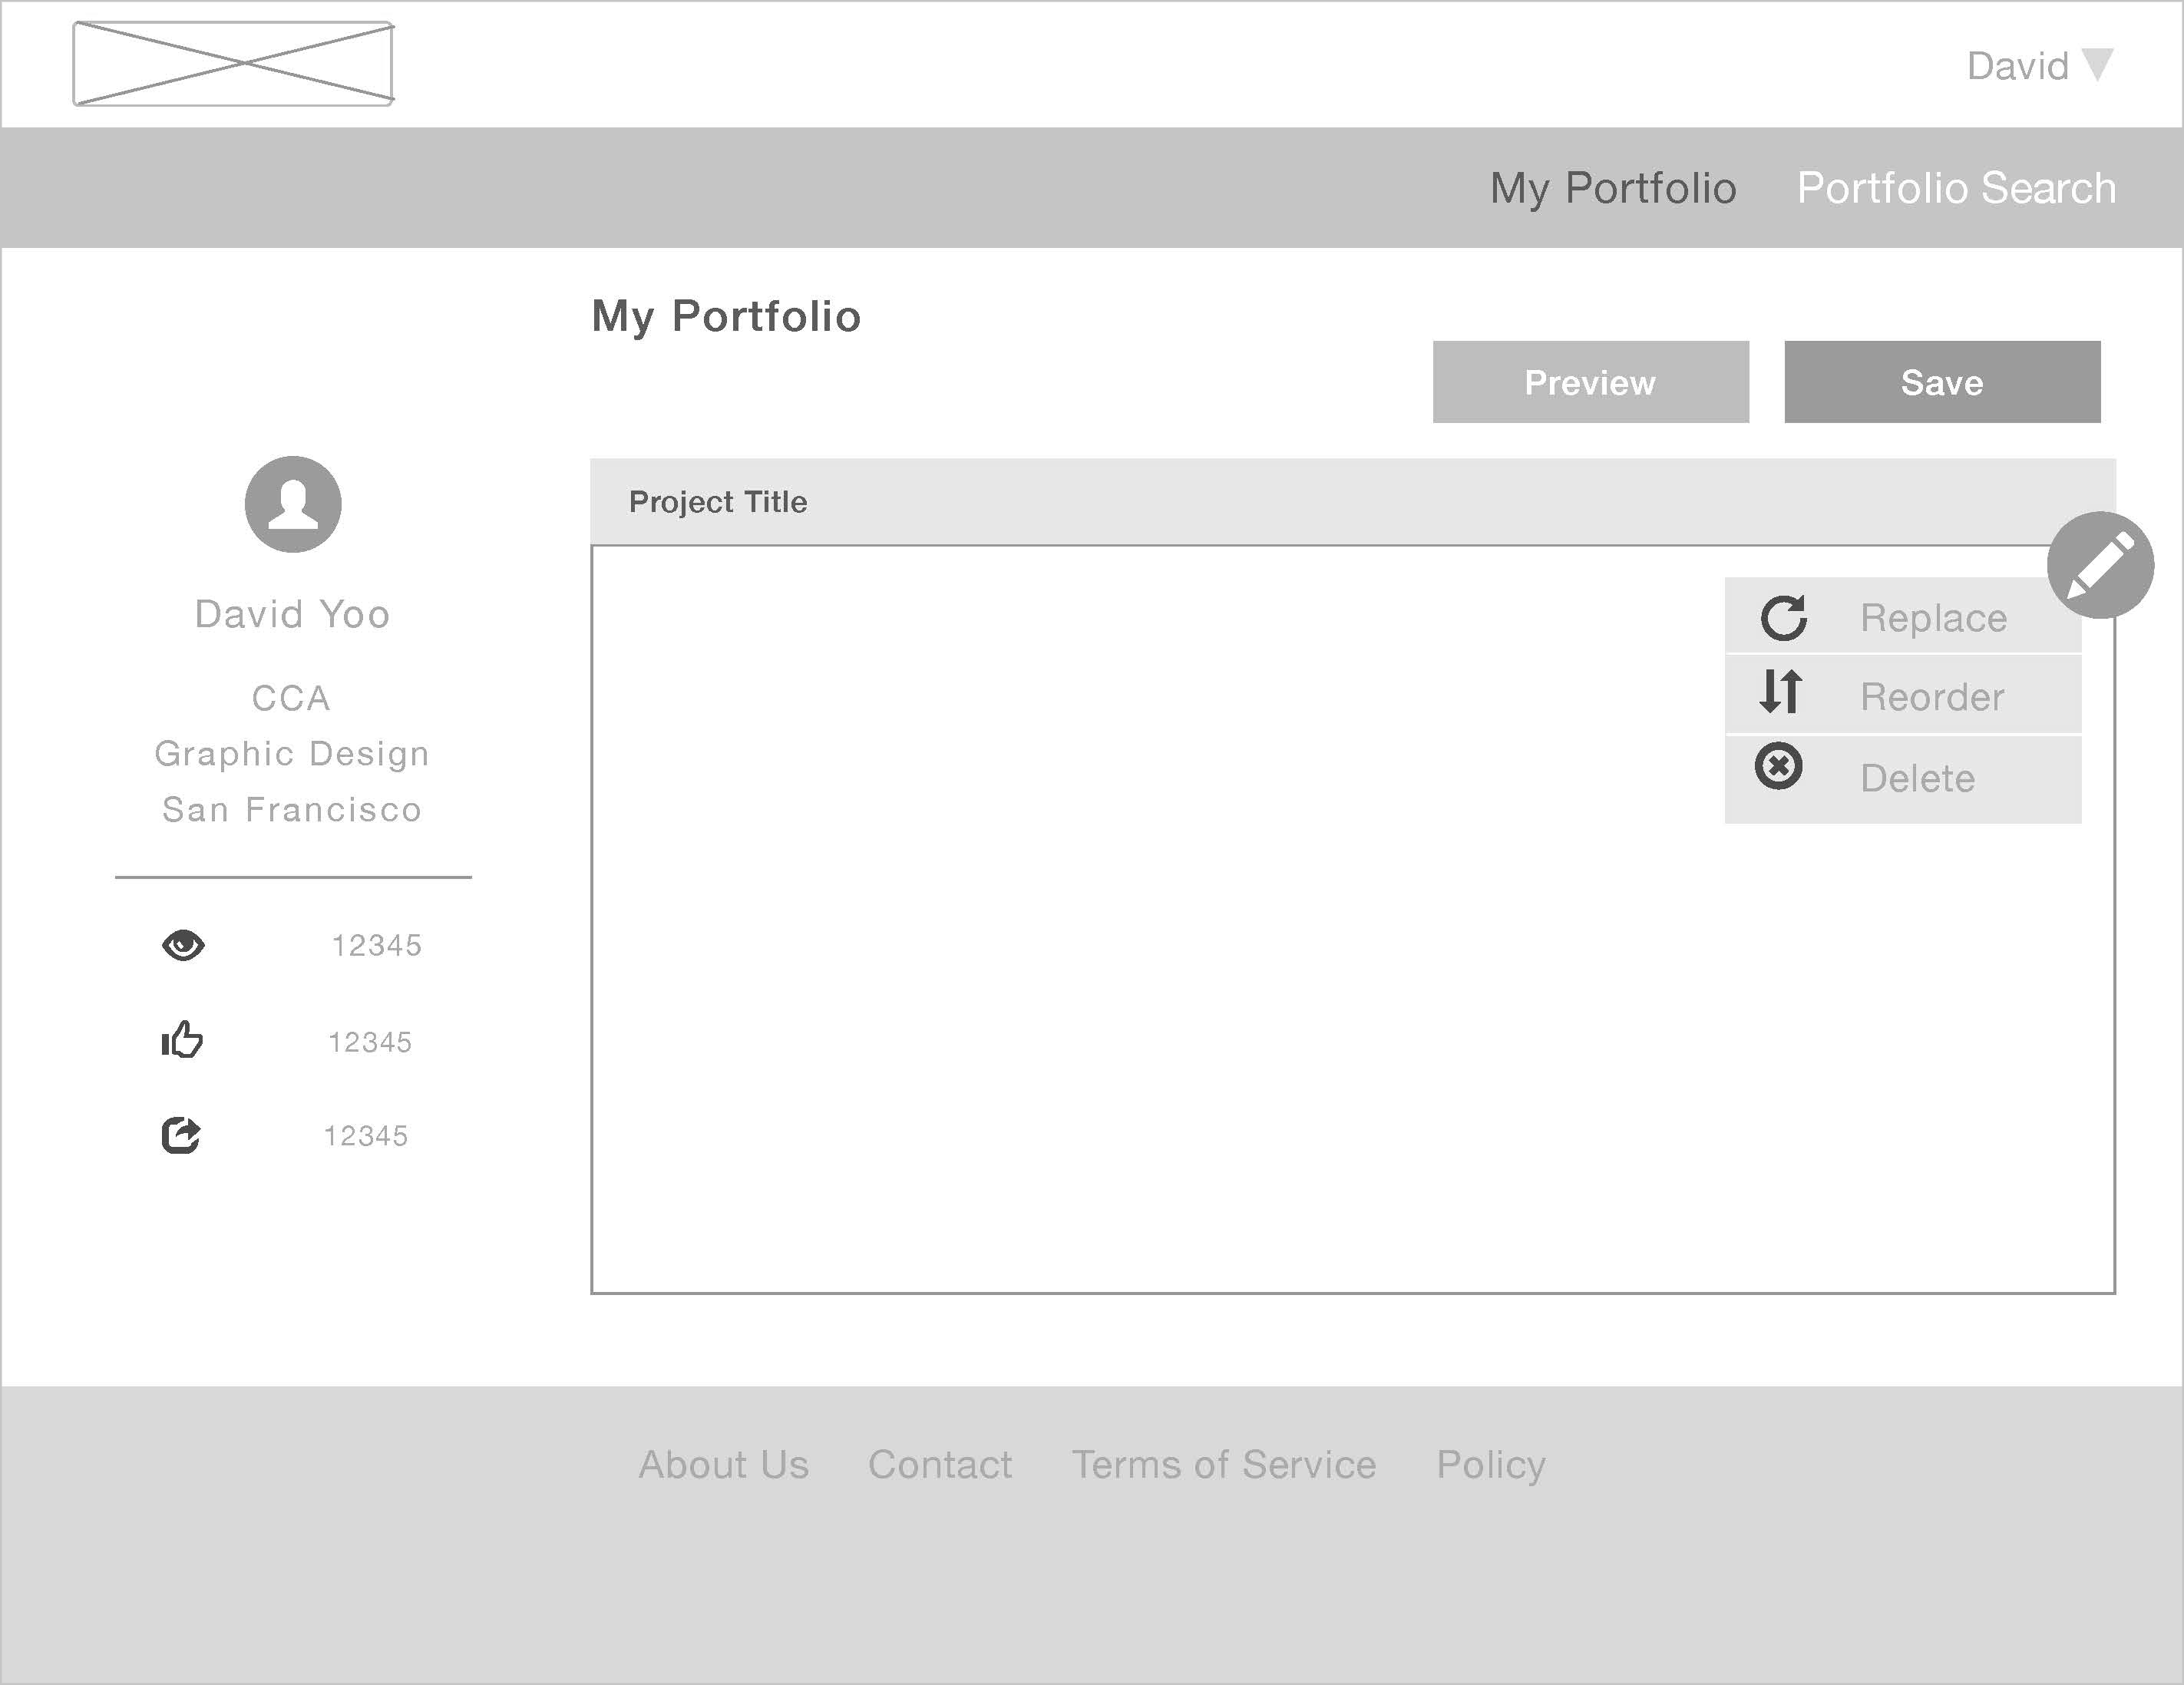 David
My Portfolio Portfolio Search
My Portfolio
Preview Save
Project Title
David Yoo
CCA
Graphic Design
San Francisco
12345
12345
12345
Replace
Reorder
Delete
About Us Contact Terms of Service Policy